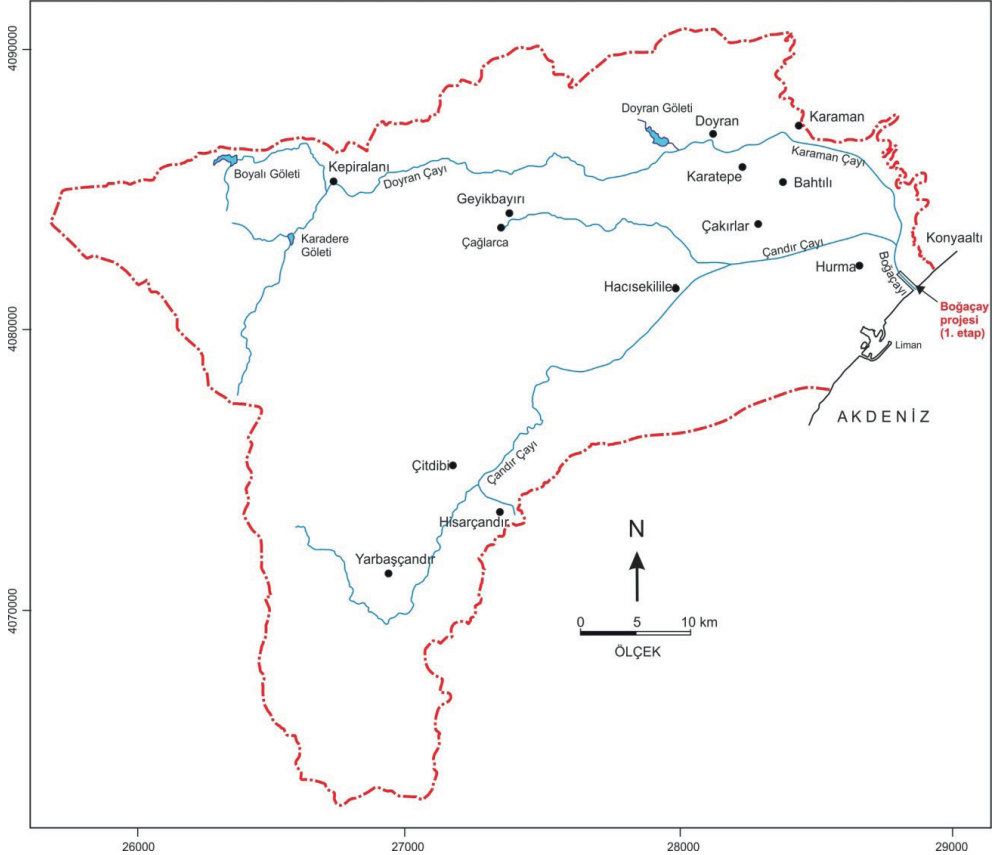 4090000
4080000
4070000
Doyran Göleti
Doyran
Karaman
Boyalı Göleti
Kepiralanı
Doyran Çayı
Karaman Çayı
Karatepe
Bahtılı
Geyikbayırı
Çağlarca
Karadere
Göleti
Çakırlar
Çandır Çayı
Konyaaltı
Hurma
Boğaçayı
Hacısekilile
Boğaçay
projesi
(1. etap)
Liman
AKDENİZ
Çitdibi
Çandır Çayı
Hisarçandır
Yarbaşçandır
N
0 5 10 km
ÖLÇEK
26000 27000 28000 29000